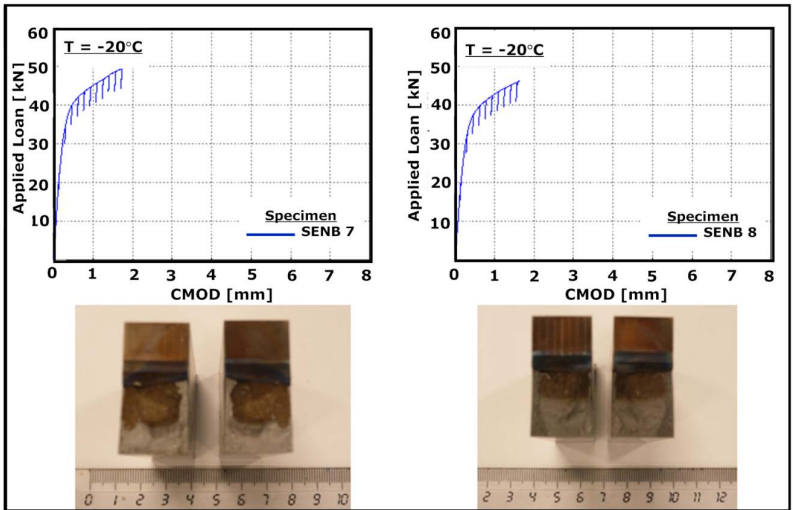 60
T = -20°C
50
40
30
20
10
Applied Loan [ kN]
Specimen
SENB 7
0 1 2 3 4 5 6 7 8
CMOD [mm]
60
T = -20°C
50
40
30
20
10
Applied Loan [ kN]
Specimen
SENB 8
0 1 2 3 4 5 6 7 8
CMOD [mm]
0 1 2 3 4 5 6 7 8 9 10
2 3 4 5 6 7 8 9 10 11 12